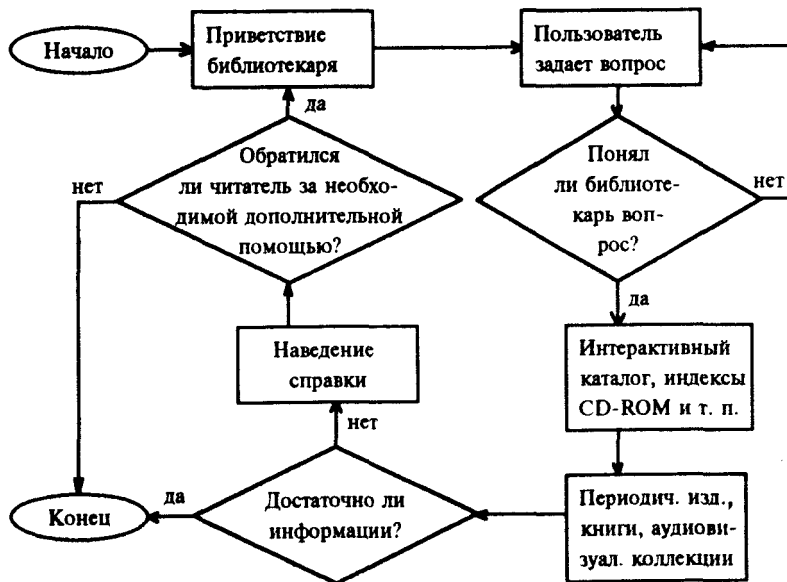 Начало
Приветствие
библиотекаря
Пользователь
задает вопрос
да
Обратился
ли читатель за необхо-
димой дополнительной
помощью?
нет
Понял
ли библиоте-
карь воп-
рос?
нет
да
Наведение
справки
Интерактивный
каталог, индексы
CD-ROM и т. п.
нет
Конец
да
Достаточно ли
информации?
Периодич. изд.,
книги, аудиови-
зуал. коллекции